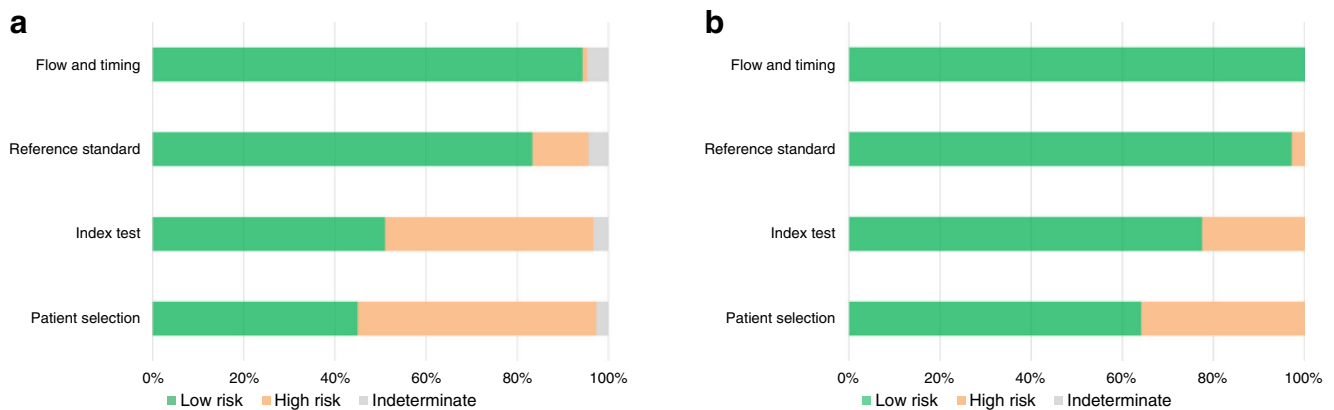 a
Flow and timing
Reference standard
Index test
Patient selection
0% 20% 40% 60% 80% 100%
Low risk High risk Indeterminate
b
Flow and timing
Reference standard
Index test
Patient selection
0% 20% 40% 60% 80% 100%
Low risk High risk Indeterminate